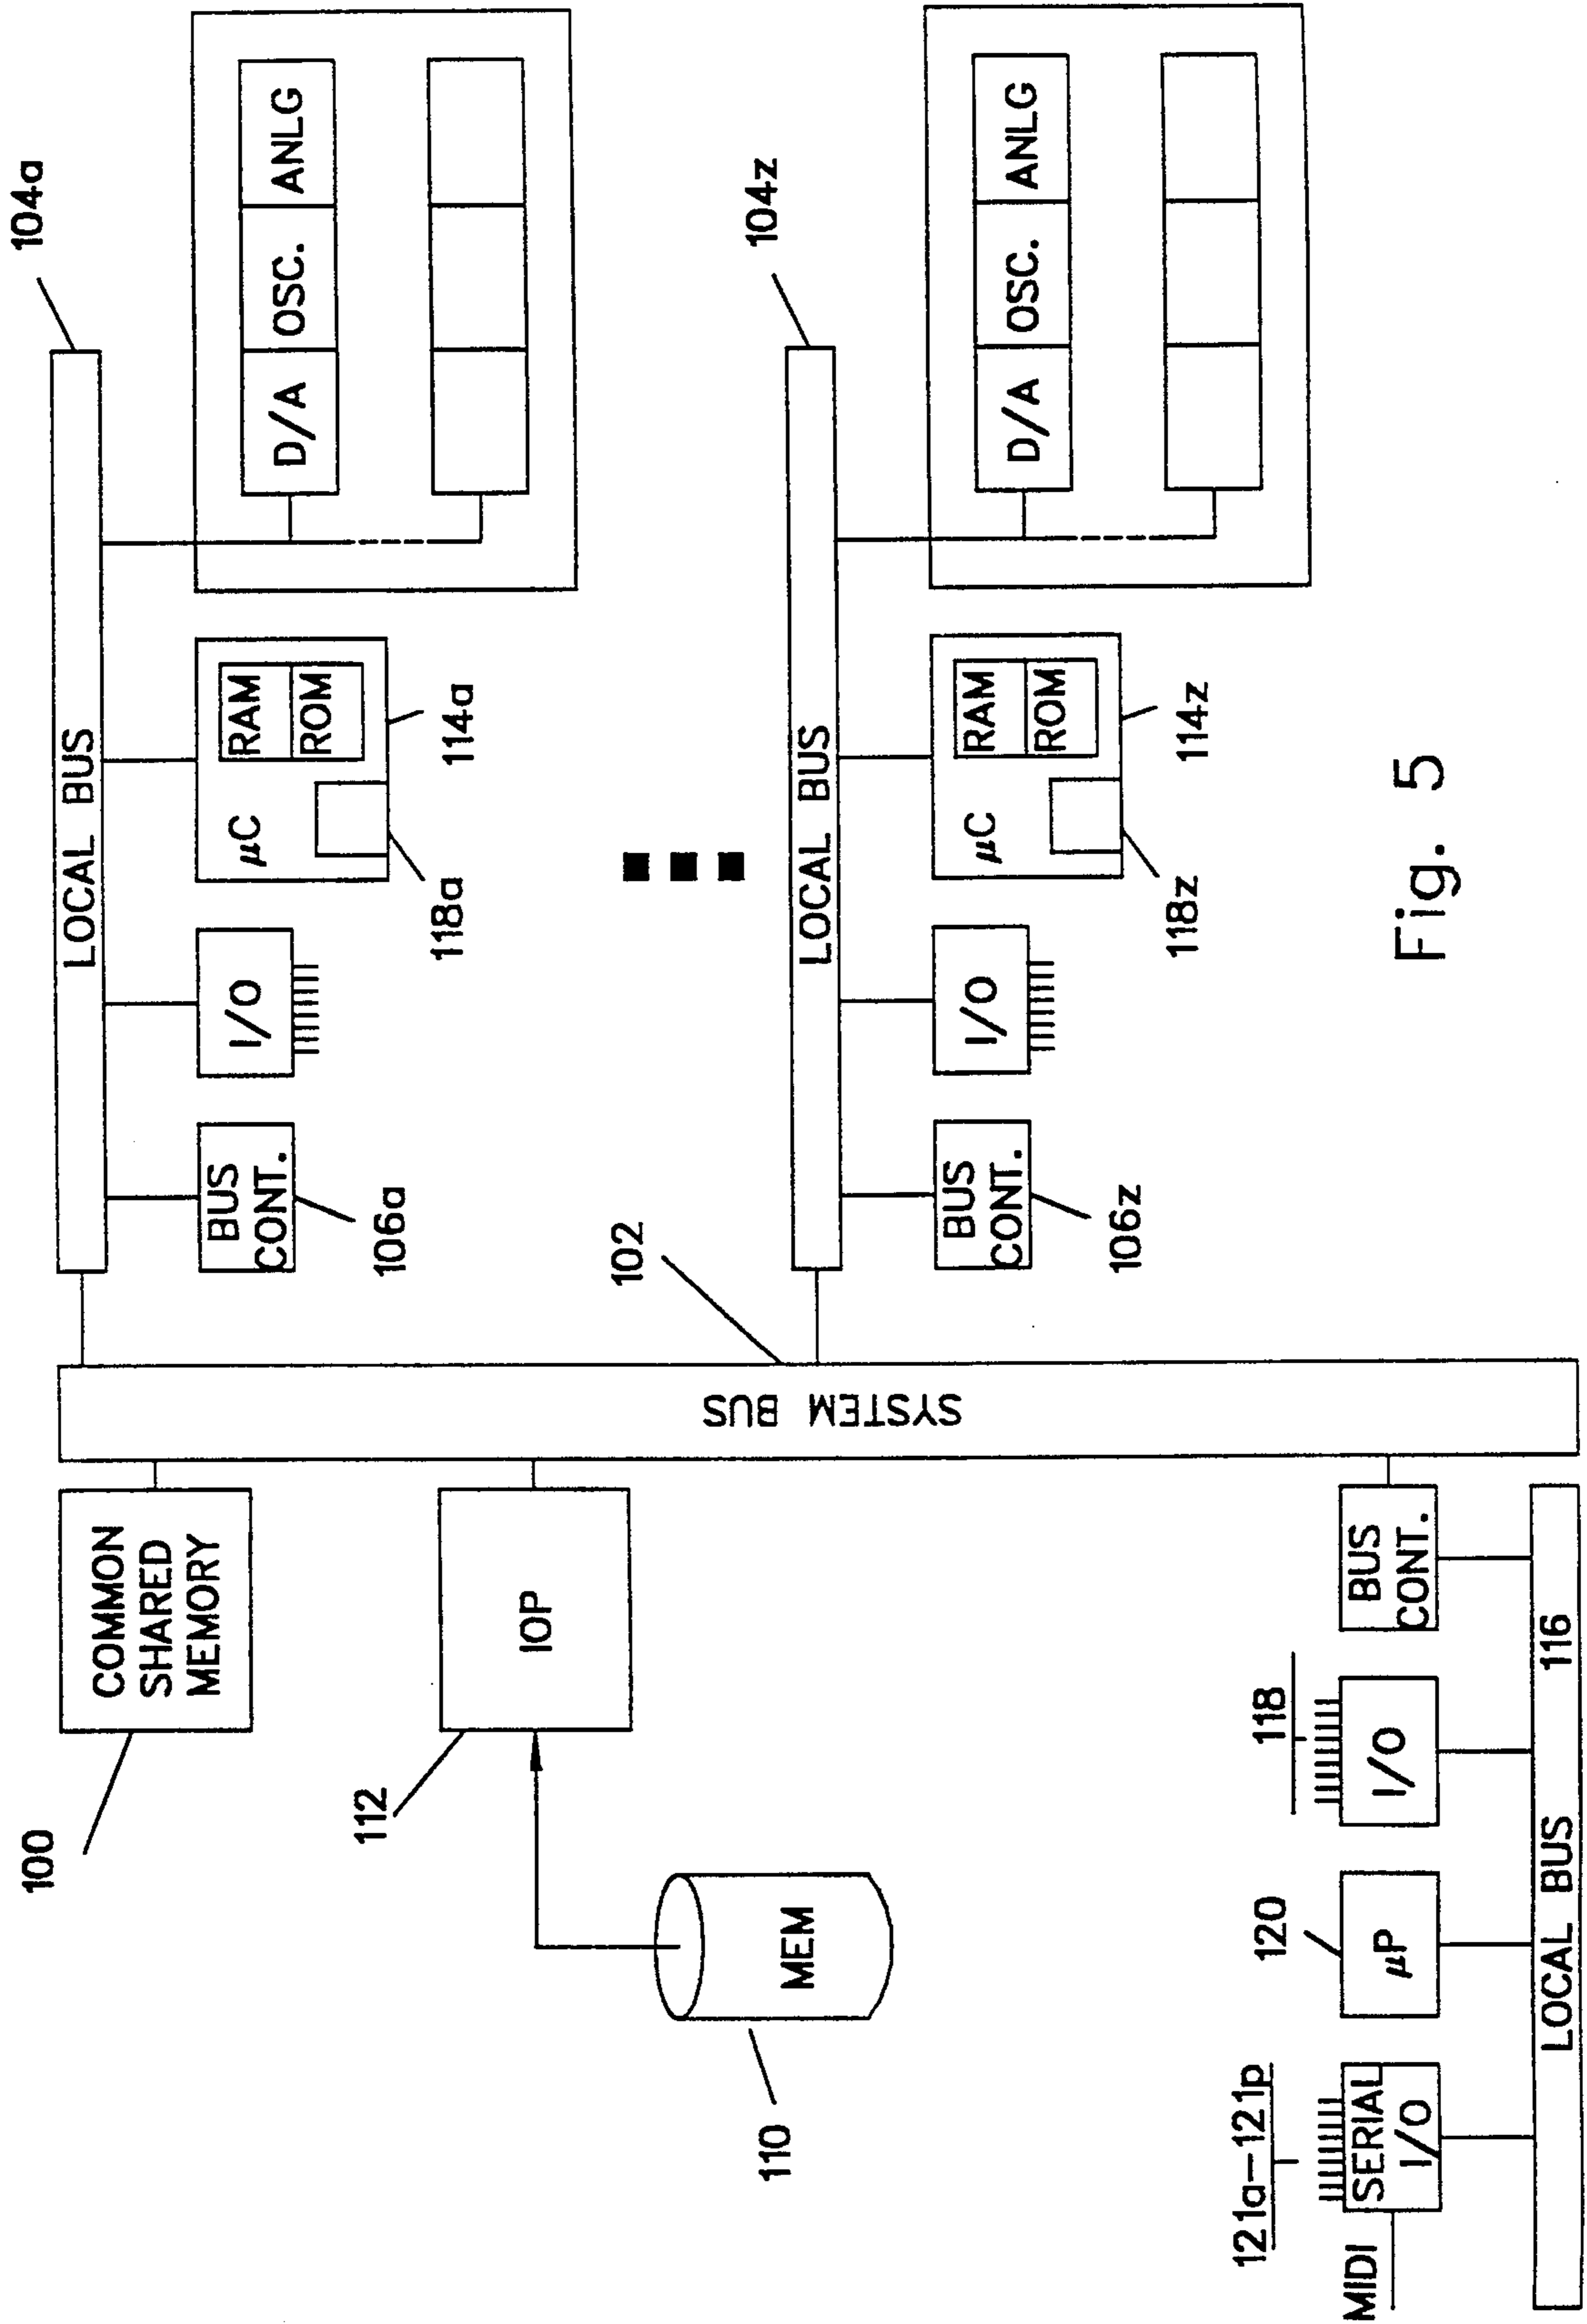 100
COMMON
SHARED
MEMORY
112
IOP
110
MEM
SYSTEM BUS
102
LOCAL BUS
104a
BUS
CONT.
106a
I/O
µC
RAM
ROM
118a
114a
D/A
OSC.
ANLG
LOCAL BUS
104z
BUS
CONT.
106z
I/O
µC
RAM
ROM
118z
114z
D/A
OSC.
ANLG
121a–121p
MIDI
SERIAL
I/O
120
µP
118
I/O
BUS
CONT.
LOCAL BUS 116
Fig. 5